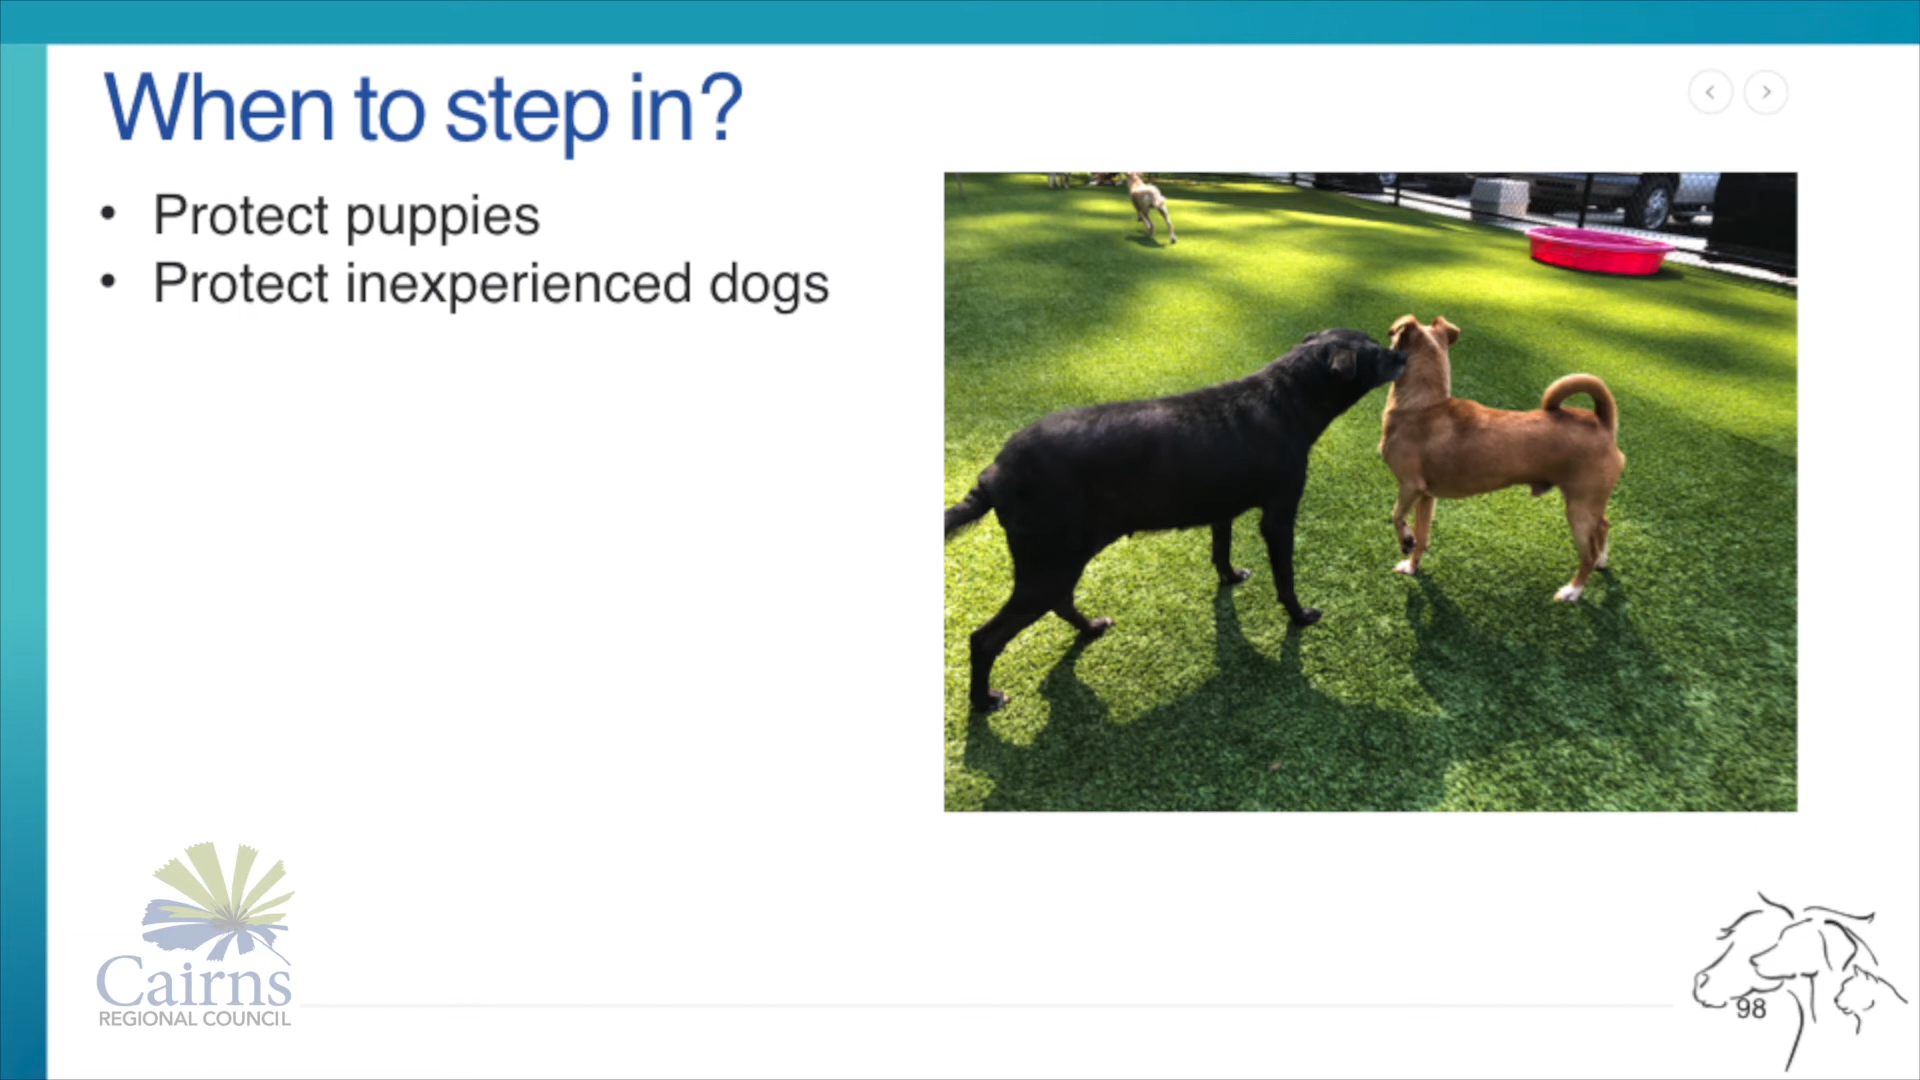 When to step in?
• Protect puppies
• Protect inexperienced dogs
Cairns
REGIONAL COUNCIL
98